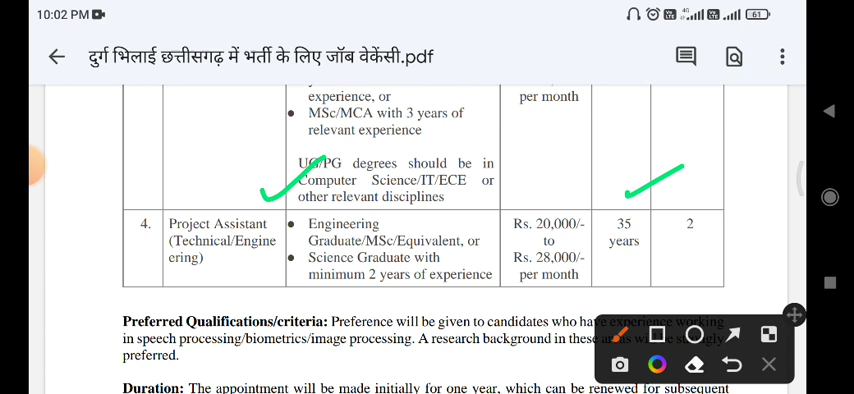 10:02 PM 4G 61
दुर्ग भिलाई छत्तीसगढ़ में भर्ती के लिए जॉब वेकेंसी.pdf
experience, or
MSc/MCA with 3 years of
relevant experience
UG/PG degrees should be in
Computer Science/IT/ECE or
other relevant disciplines
per month
4.
Project Assistant
(Technical/Engine
ering)
Engineering
Graduate/MSc/Equivalent, or
Science Graduate with
minimum 2 years of experience
Rs. 20,000/-
to
Rs. 28,000/-
per month
35
years
2
Preferred Qualifications/criteria: Preference will be given to candidates who have experience working
in speech processing/biometrics/image processing. A research background in these areas will be strongly
preferred.
Duration: The appointment will be made initially for one year, which can be renewed for subsequent